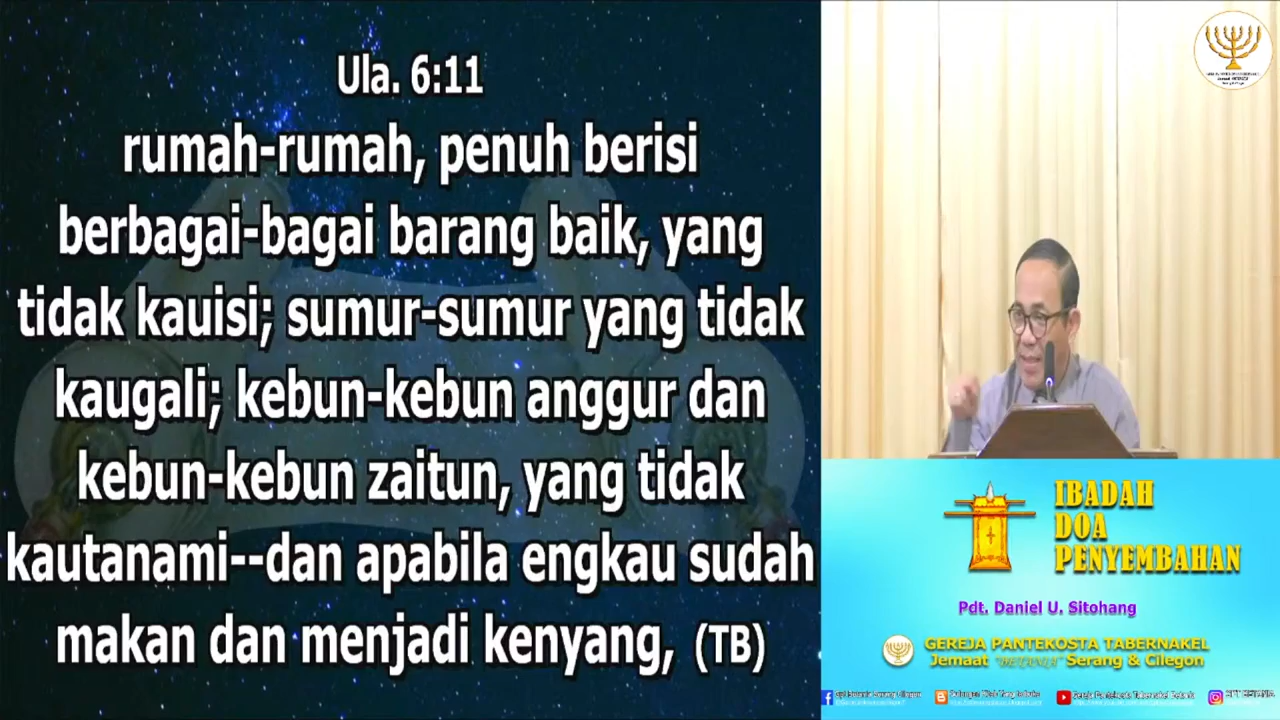 Ula. 6:11
rumah-rumah, penuh berisi
berbagai-bagai barang baik, yang
tidak kauisi; sumur-sumur yang tidak
kaugali; kebun-kebun anggur dan
kebun-kebun zaitun, yang tidak
kautanami--dan apabila engkau sudah
makan dan menjadi kenyang, (TB)
IBADAH
DOA
PENYEMBAHAN
Pdt. Daniel U. Sitohang
GEREJA PANTEKOSTA TABERNAKEL
Jemaat "BETANIA" Serang & Cilegon